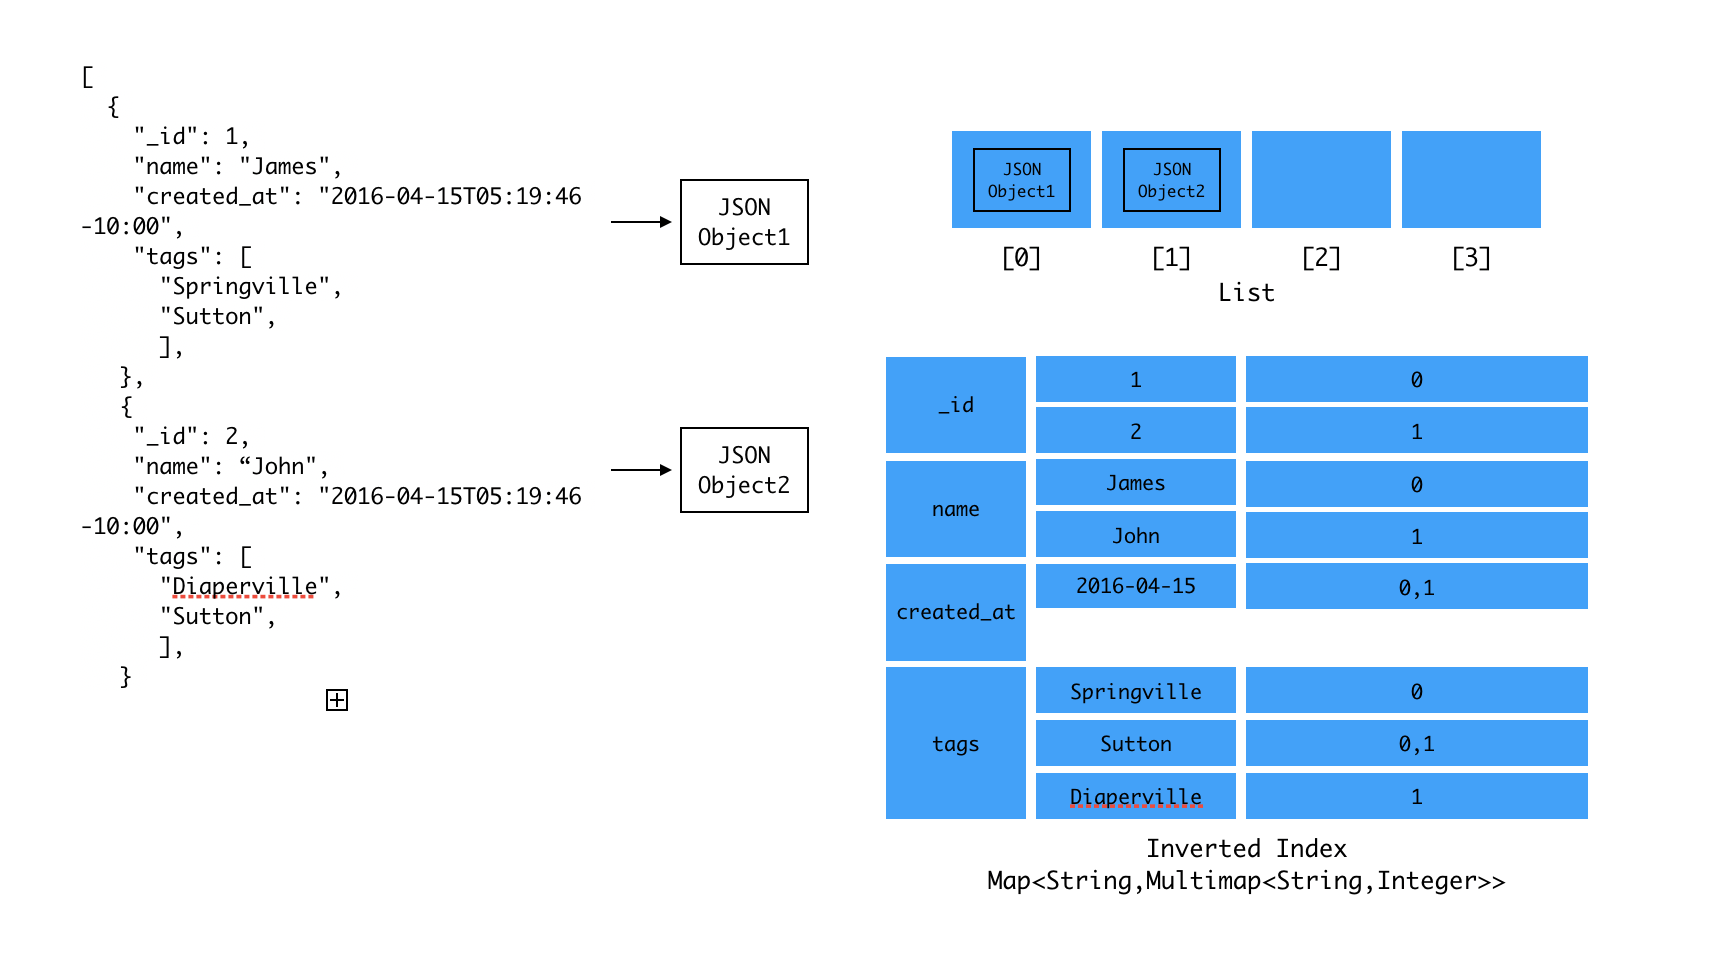 [
{
"_id": 1,
"name": "James",
"created_at": "2016-04-15T05:19:46
-10:00",
"tags": [
"Springville",
"Sutton",
],
},
{
"_id": 2,
"name": “John",
"created_at": "2016-04-15T05:19:46
-10:00",
"tags": [
"Diaperville",
"Sutton",
],
}
JSON
Object1
JSON
Object2
JSON
Object1
JSON
Object2
[0] [1] [2] [3]
List
_id
1 0
2 1
name
James 0
John 1
created_at
2016-04-15 0,1
tags
Springville 0
Sutton 0,1
Diaperville 1
Inverted Index
Map<String,Multimap<String,Integer>>